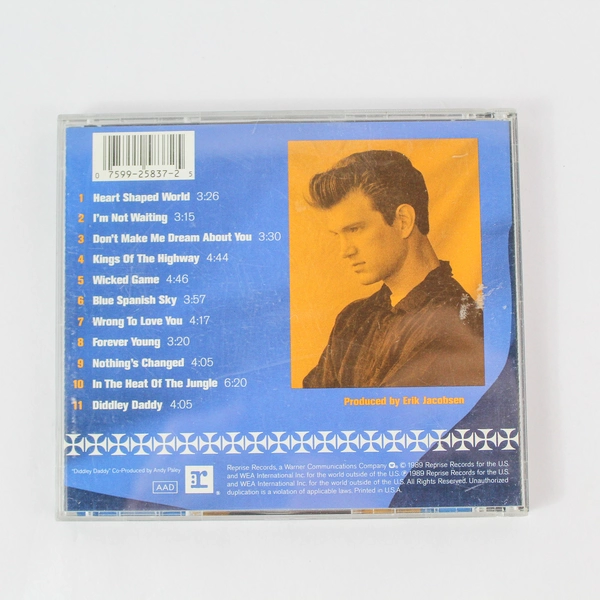 0 7599-25837-2 5
1 Heart Shaped World 3:26
2 I'm Not Waiting 3:15
3 Don't Make Me Dream About You 3:30
4 Kings Of The Highway 4:44
5 Wicked Game 4:46
6 Blue Spanish Sky 3:57
7 Wrong To Love You 4:17
8 Forever Young 3:20
9 Nothing's Changed 4:05
10 In The Heat Of The Jungle 6:20
11 Diddley Daddy 4:05
Produced by Erik Jacobsen
"Diddley Daddy" Co-Produced by Andy Paley
AAD
r
®
Reprise Records, a Warner Communications Company © 1989 Reprise Records for the U.S.
and WEA International Inc. for the world outside of the U.S. ℗ 1989 Reprise Records for the U.S.
and WEA International Inc. for the world outside of the U.S. All Rights Reserved. Unauthorized
duplication is a violation of applicable laws. Printed in U.S.A.